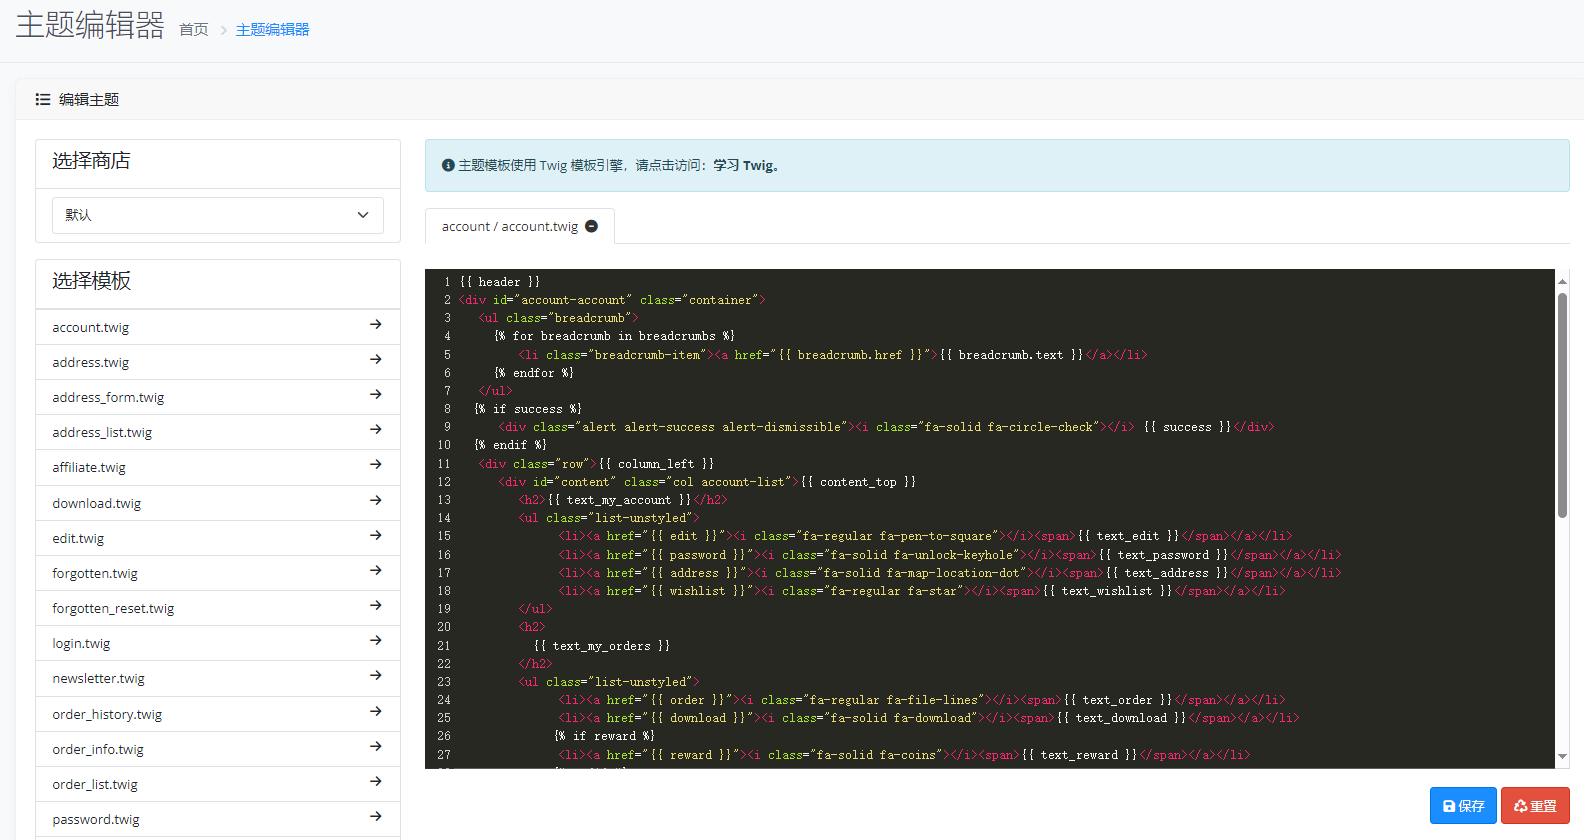 主题编辑器 首页 主题编辑器
编辑主题
选择商店
默认
选择模板
account.twig
address.twig
address_form.twig
address_list.twig
affiliate.twig
download.twig
edit.twig
forgotten.twig
forgotten_reset.twig
login.twig
newsletter.twig
order_history.twig
order_info.twig
order_list.twig
password.twig
主题模板使用 Twig 模板引擎，请点击访问：学习 Twig。
account / account.twig
1 {{ header }}
2 <div id="account-account" class="container">
3 <ul class="breadcrumb">
4 {% for breadcrumb in breadcrumbs %}
5 <li class="breadcrumb-item"><a href="{{ breadcrumb.href }}">{{ breadcrumb.text }}</a></li>
6 {% endfor %}
7 </ul>
8 {% if success %}
9 <div class="alert alert-success alert-dismissible"><i class="fa-solid fa-circle-check"></i> {{ success }}</div>
10 {% endif %}
11 <div class="row">{{ column_left }}
12 <div id="content" class="col account-list">{{ content_top }}
13 <h2>{{ text_my_account }}</h2>
14 <ul class="list-unstyled">
15 <li><a href="{{ edit }}"><i class="fa-regular fa-pen-to-square"></i><span>{{ text_edit }}</span></a></li>
16 <li><a href="{{ password }}"><i class="fa-solid fa-unlock-keyhole"></i><span>{{ text_password }}</span></a></li>
17 <li><a href="{{ address }}"><i class="fa-solid fa-map-location-dot"></i><span>{{ text_address }}</span></a></li>
18 <li><a href="{{ wishlist }}"><i class="fa-regular fa-star"></i><span>{{ text_wishlist }}</span></a></li>
19 </ul>
20 <h2>
21 {{ text_my_orders }}
22 </h2>
23 <ul class="list-unstyled">
24 <li><a href="{{ order }}"><i class="fa-regular fa-file-lines"></i><span>{{ text_order }}</span></a></li>
25 <li><a href="{{ download }}"><i class="fa-solid fa-download"></i><span>{{ text_download }}</span></a></li>
26 {% if reward %}
27 <li><a href="{{ reward }}"><i class="fa-solid fa-coins"></i><span>{{ text_reward }}</span></a></li>
保存 重置